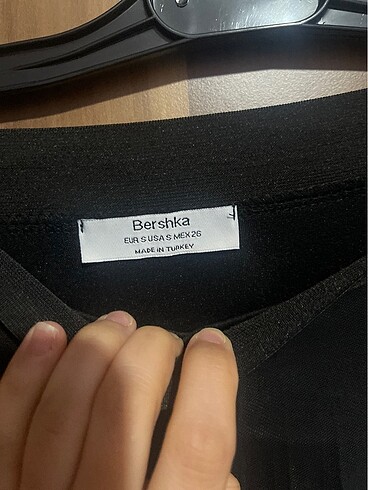 Bershka
EUR S USA S MEX 26
MADE IN TURKEY